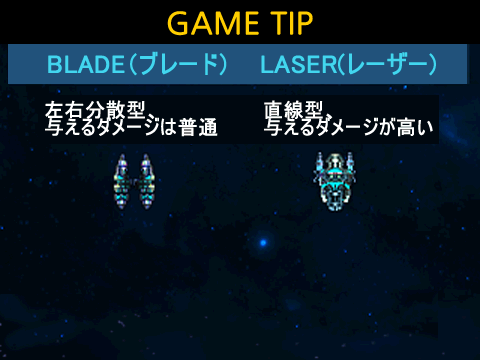 GAME TIP
BLADE(ブレード) LASER(レーザー)
左右分散型、
与えるダメージは普通
直線型、
与えるダメージが高い